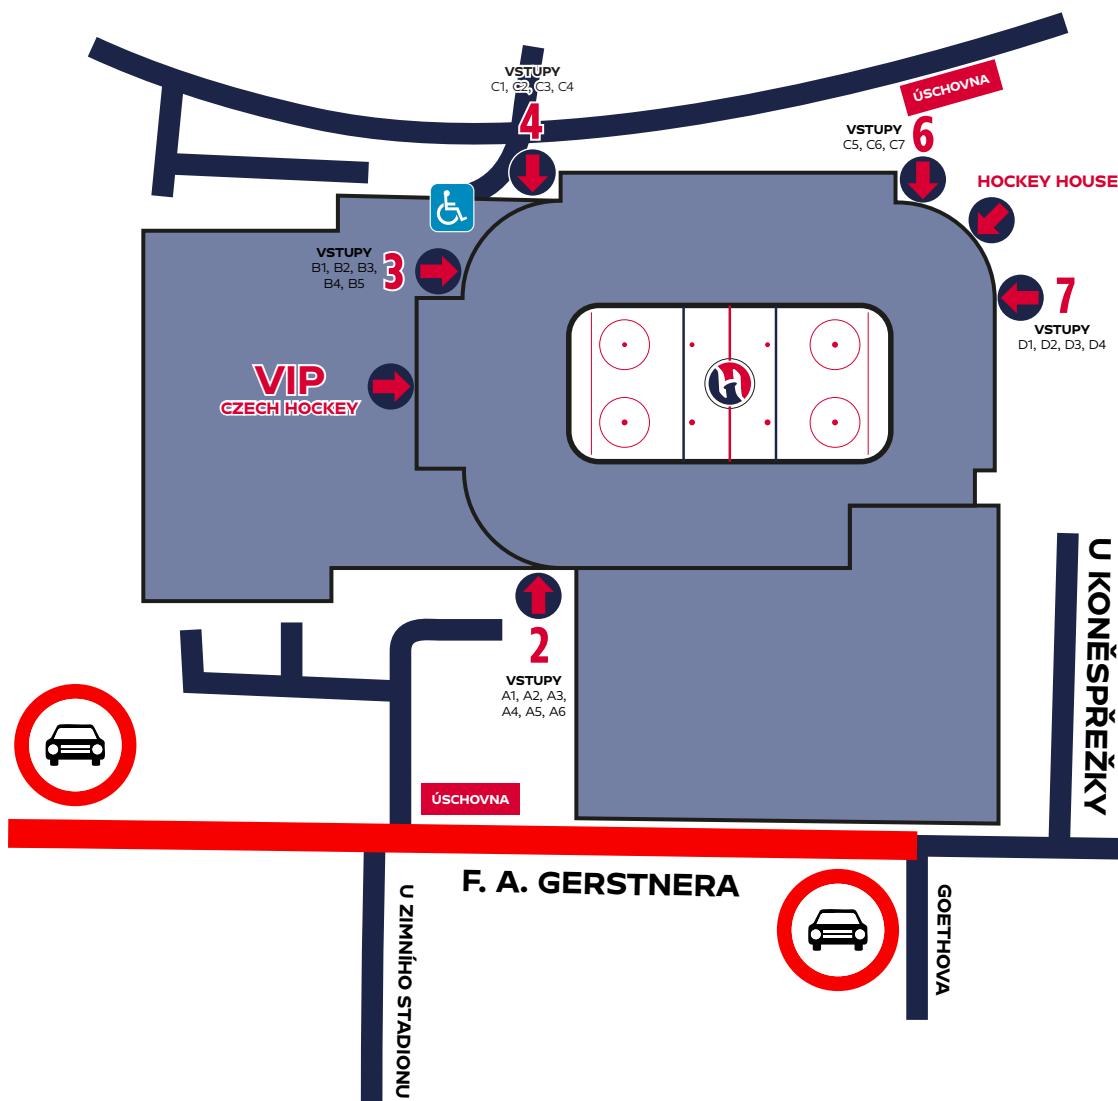 VSTUPY
C1, C2, C3, C4
4
ÚSCHOVNA
VSTUPY
C5, C6, C7
6
HOCKEY HOUSE
VSTUPY
B1, B2, B3,
B4, B5
3
7
VSTUPY
D1, D2, D3, D4
VIP
CZECH HOCKEY
H
2
VSTUPY
A1, A2, A3,
A4, A5, A6
U KONĚSPŘEŽKY
ÚSCHOVNA
F. A. GERSTNERA
U ZIMNÍHO STADIONU
GOETHOVA